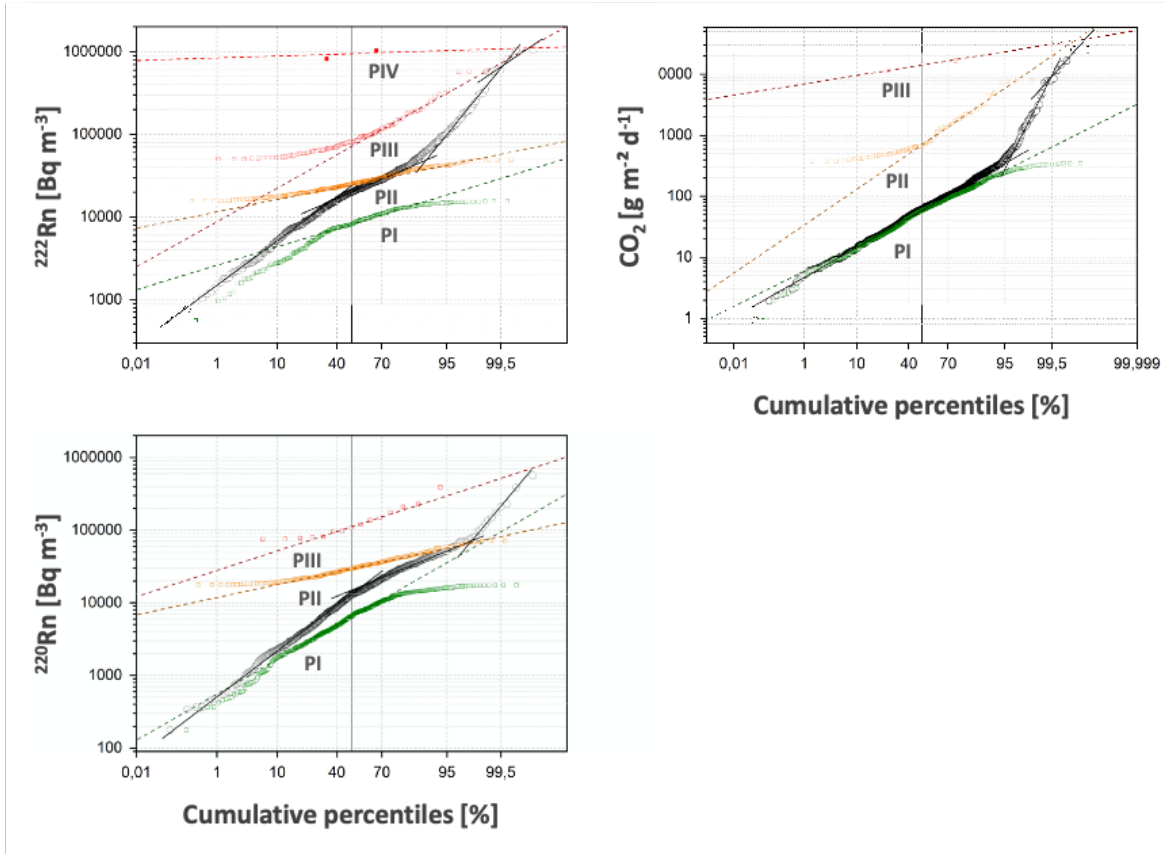 ²²²Rn [Bq m⁻³]
1000000
100000
10000
1000
PIV
PIII
PII
PI
0,01 1 10 40 70 95 99,5
CO₂ [g m⁻² d⁻¹]
0000
1000
100
10
1
PIII
PII
PI
0,01 1 10 40 70 95 99,5 99,999
Cumulative percentiles [%]
²²⁰Rn [Bq m⁻³]
1000000
100000
10000
1000
100
PIII
PII
PI
0,01 1 10 40 70 95 99,5
Cumulative percentiles [%]